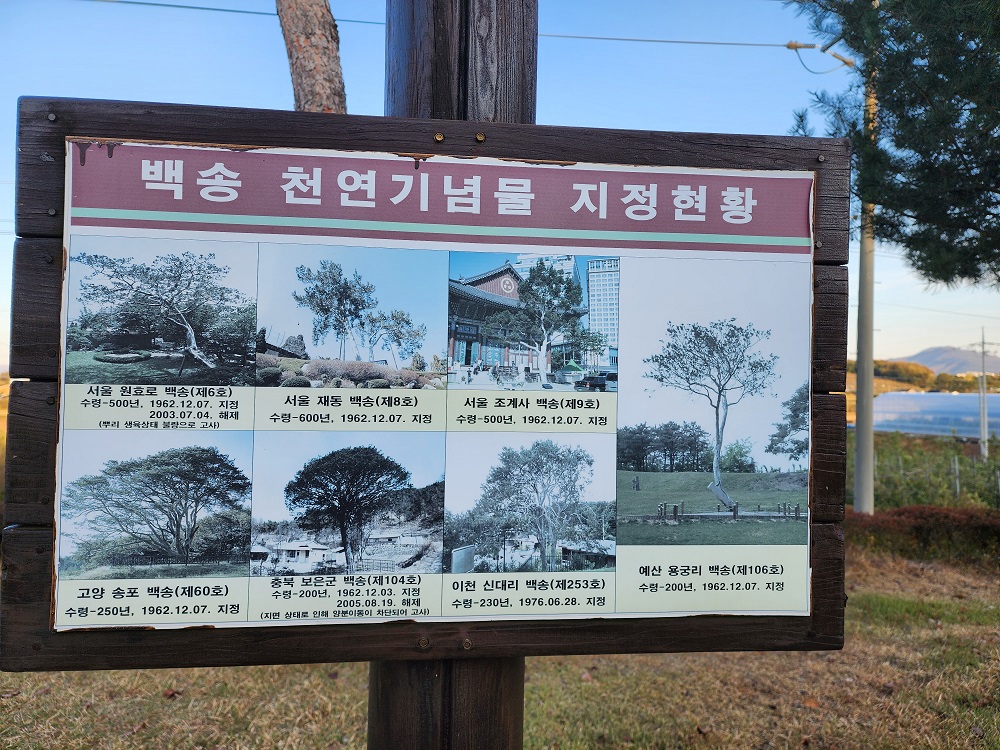 백송 천연기념물 지정현황
서울 원효로 백송(제6호)
수령-500년, 1962.12.07. 지정
2003.07.04. 해제
(뿌리 생육상태 불량으로 고사)
서울 재동 백송(제8호)
수령-600년, 1962.12.07. 지정
서울 조계사 백송(제9호)
수령-500년, 1962.12.07. 지정
고양 송포 백송(제60호)
수령-250년, 1962.12.07. 지정
충북 보은군 백송(제104호)
수령-200년, 1962.12.03. 지정
2005.08.19. 해제
(지면 상태로 인해 양분이동이 차단되어 고사)
이천 신대리 백송(제253호)
수령-230년, 1976.06.28. 지정
예산 용궁리 백송(제106호)
수령-200년, 1962.12.07. 지정